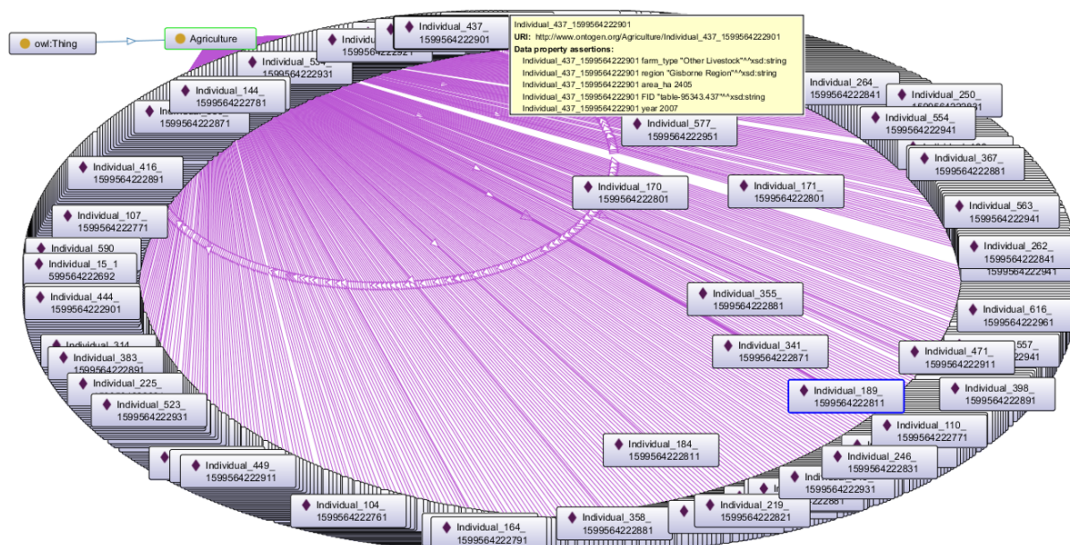 owl:Thing
Agriculture
Individual_437_
1599564222901
Individual_437_1599564222901
URI: http://www.ontogen.org/Agriculture/Individual_437_1599564222901
Data property assertions:
Individual_437_1599564222901 farm_type "Other Livestock"^^xsd:string
Individual_437_1599564222901 region "Gisborne Region"^^xsd:string
Individual_437_1599564222901 area_ha 2405
Individual_437_1599564222901 FID "table-95343.437"^^xsd:string
Individual_437_1599564222901 year 2007
1599564222931
Individual_144_
1599564222781
1599564222871
Individual_264_
1599564222841
Individual_250_
Individual_554_
1599564222941
Individual_577_
1599564222951
Individual_367_
1599564222881
Individual_416_
1599564222891
Individual_170_
1599564222801
Individual_171_
1599564222801
Individual_107_
1599564222771
Individual_563_
1599564222941
Individual_590
Individual_15_1
599564222692
Individual_262_
1599564222841
Individual_444_
1599564222901
Individual_355_
1599564222881
Individual_616_
1599564222961
Individual_341_
1599564222871
Individual_471_
1599564222911
Individual_383_
1599564222891
Individual_225_
Individual_189_
1599564222811
Individual_398_
1599564222891
Individual_523_
1599564222931
Individual_110_
1599564222771
Individual_184_
1599564222811
Individual_246_
1599564222831
Individual_449_
1599564222911
Individual_104_
1599564222761
Individual_219_
1599564222821
Individual_358_
1599564222881
Individual_164_
1599564222791